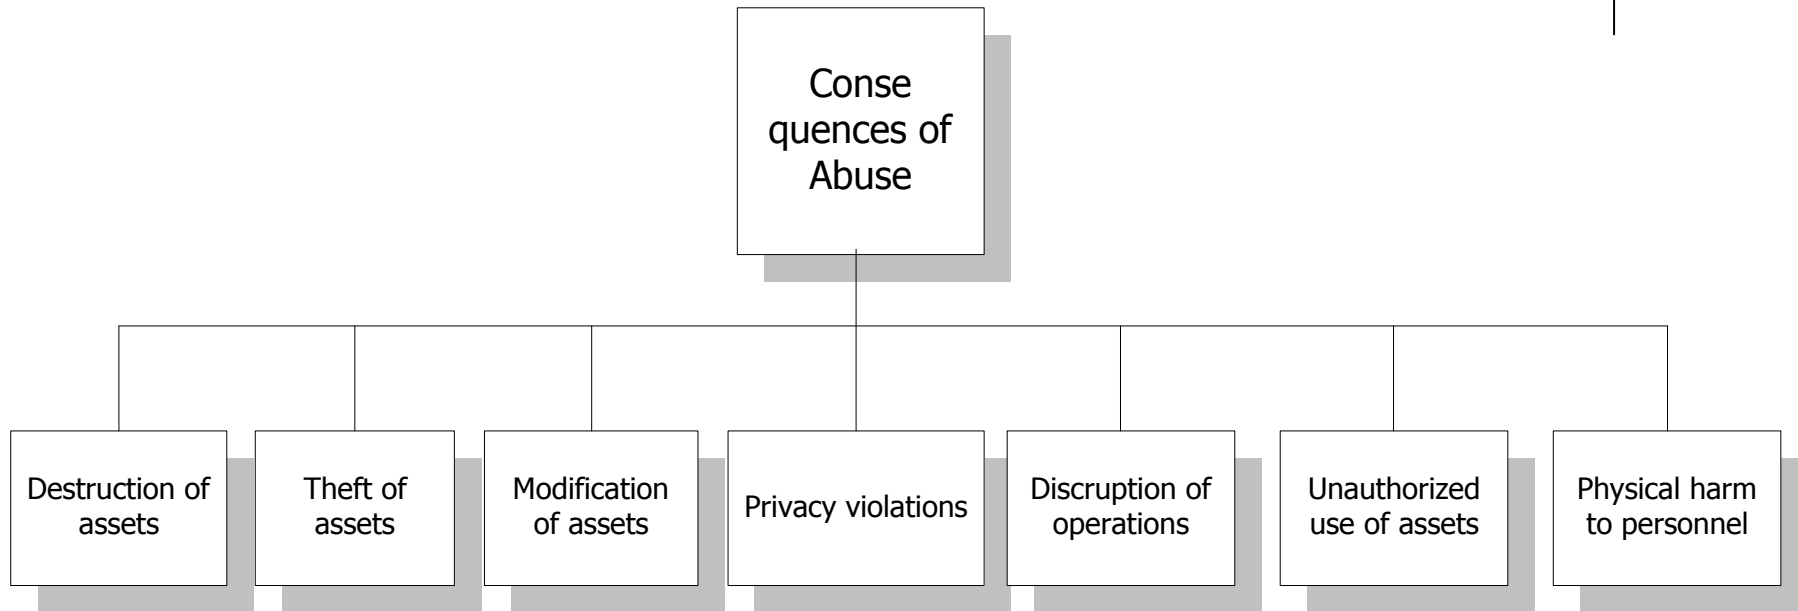 Conse
quences of
Abuse
Destruction of
assets
Theft of
assets
Modification
of assets
Privacy violations
Discruption of
operations
Unauthorized
use of assets
Physical harm
to personnel